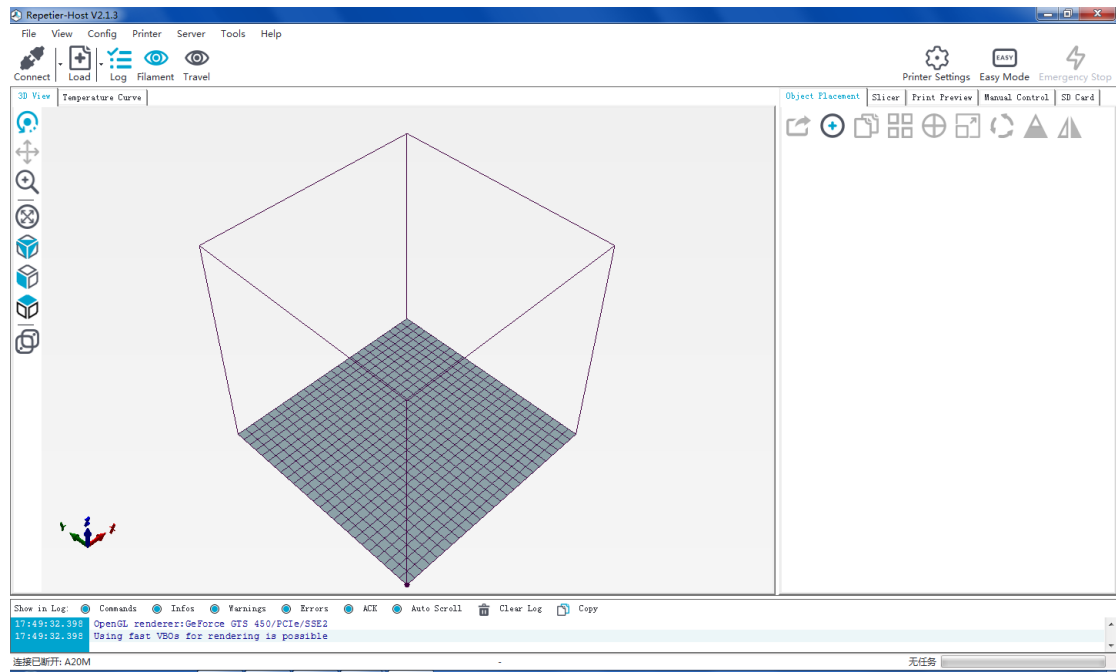 Repetier-Host V2.1.3
File View Config Printer Server Tools Help
Connect Load Log Filament Travel
EASY
Printer Settings Easy Mode Emergency Stop
3D View Temperature Curve
Object Placement Slicer Print Preview Manual Control SD Card
Y Z X
Show in Log: Commands Infos Warnings Errors ACK Auto Scroll Clear Log Copy
17:49:32.398 OpenGL renderer:GeForce GTS 450/PCIe/SSE2
17:49:32.398 Using fast VBOs for rendering is possible
连接已断开: A20M - 无任务